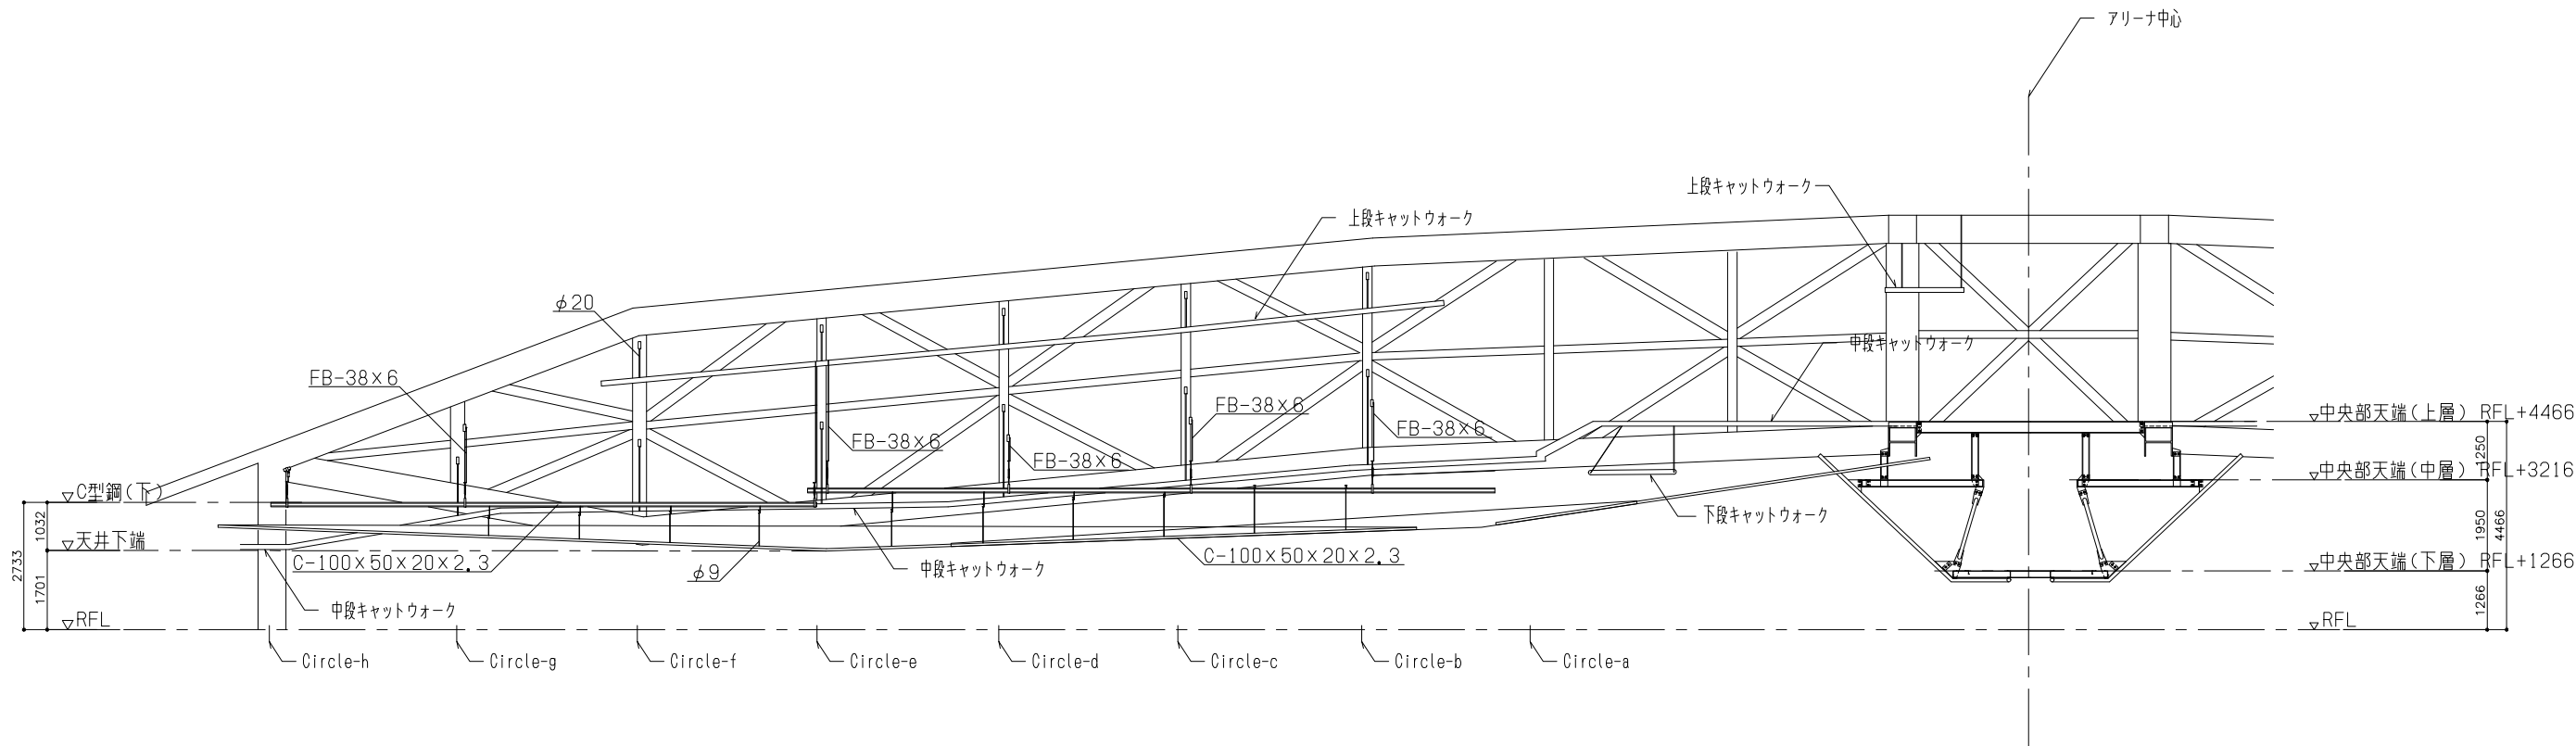 アリーナ中心
上段キャットウォーク
上段キャットウォーク
φ20
中段キャットウォーク
FB-38×6
FB-38×6
FB-38×6
FB-38×6
FB-38×6
中央部天端(上層) RFL+4466
中央部天端(中層) RFL+3216
中央部天端(下層) RFL+1266
RFL
1250
1950
1266
4466
C型鋼(下)
天井下端
RFL
1032
1701
2733
C-100×50×20×2.3
φ9
中段キャットウォーク
C-100×50×20×2.3
下段キャットウォーク
中段キャットウォーク
Circle-h
Circle-g
Circle-f
Circle-e
Circle-d
Circle-c
Circle-b
Circle-a